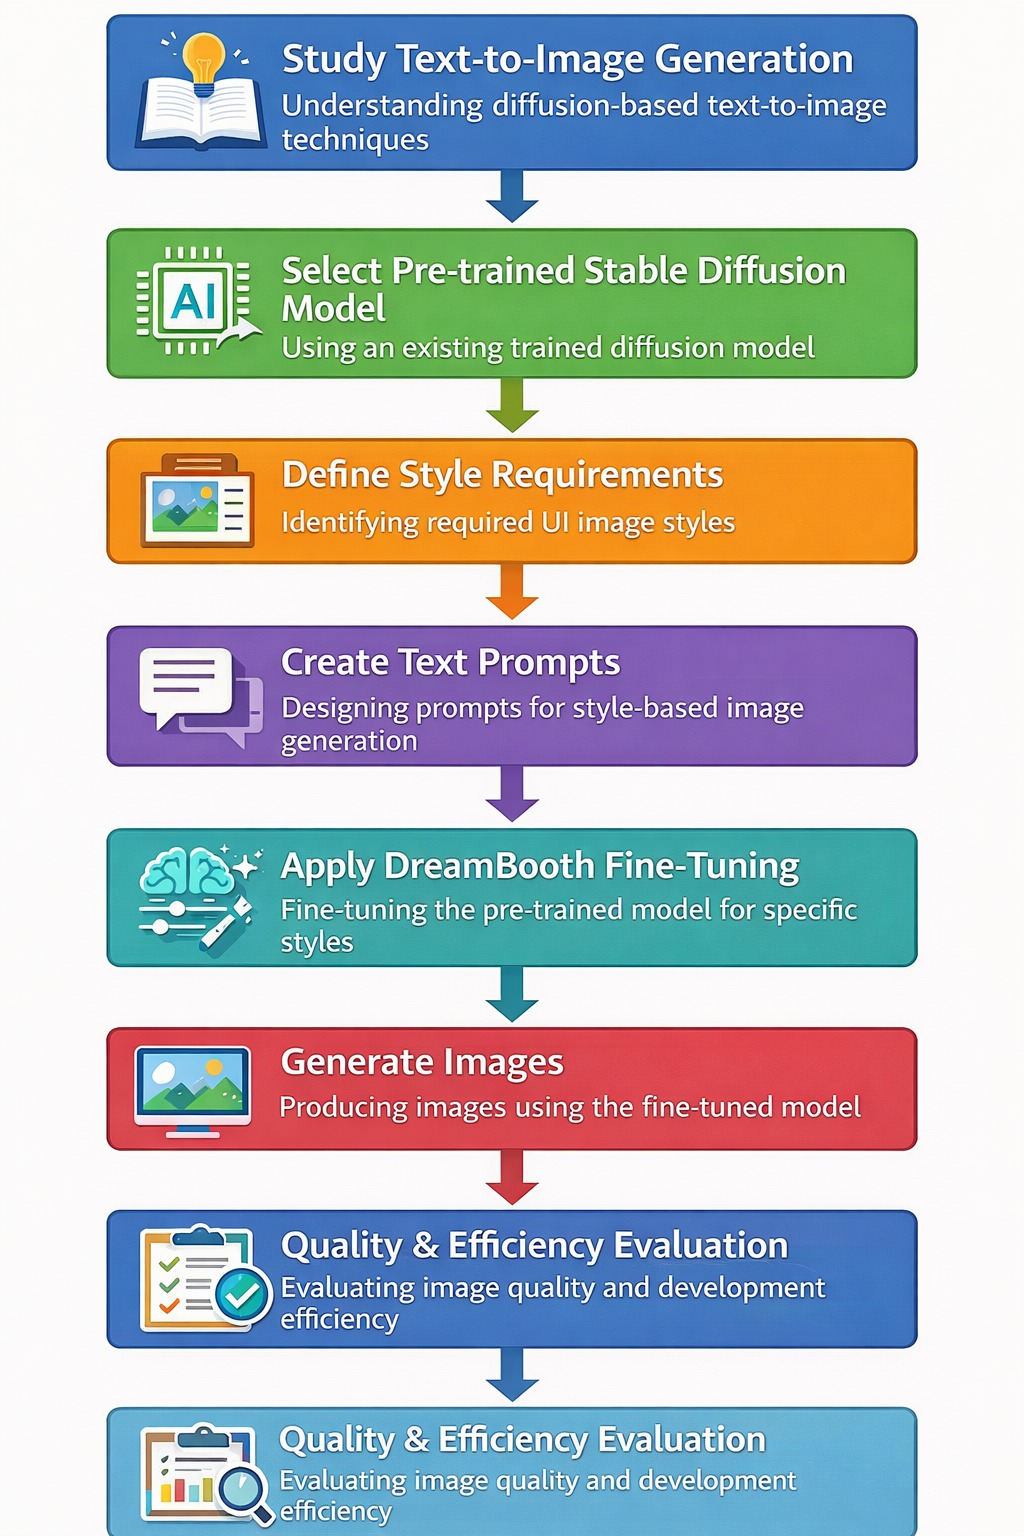 Study Text-to-Image Generation
Understanding diffusion-based text-to-image
techniques
AI
Select Pre-trained Stable Diffusion
Model
Using an existing trained diffusion model
Define Style Requirements
Identifying required UI image styles
Create Text Prompts
Designing prompts for style-based image
generation
Apply DreamBooth Fine-Tuning
Fine-tuning the pre-trained model for specific
styles
Generate Images
Producing images using the fine-tuned model
Quality & Efficiency Evaluation
Evaluating image quality and development
efficiency
Quality & Efficiency Evaluation
Evaluating image quality and development
efficiency